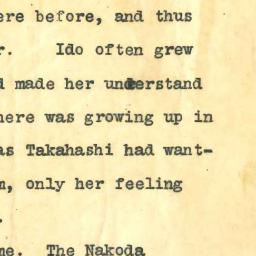 ere before, and thus
r. Ido often grew
d made her understand
here was growing up in
as Takahashi had want-
n, only her feeling
.
me. The Nakoda